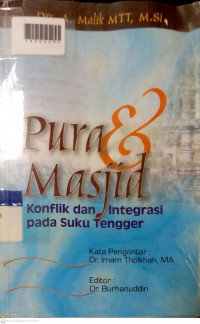 Drs. A. Malik MTT, M.Si
Pura &
Masjid
Konflik dan Integrasi
pada Suku Tengger
Kata Pengantar :
Dr. Imam Tholkhah, MA
Editor :
Dr. Burhanuddin